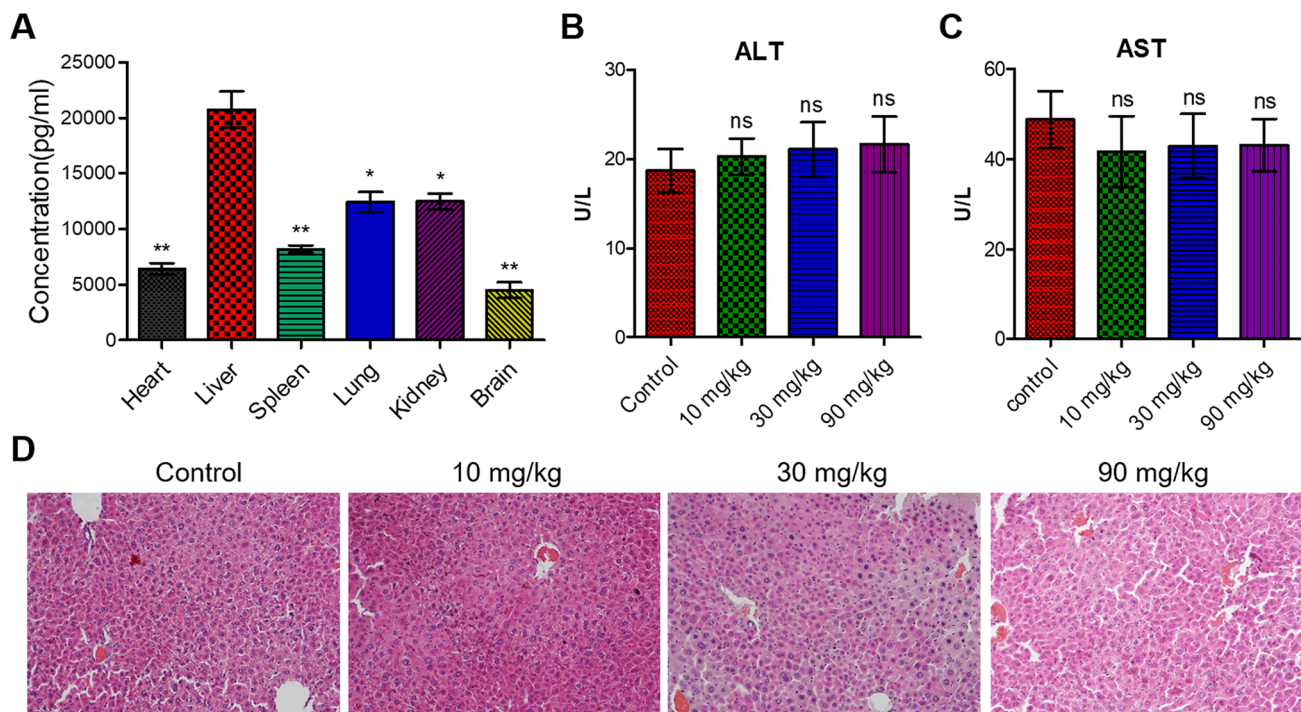 A
Concentration(pg/ml)
25000
20000
15000
10000
5000
0
**
**
*
*
**
Heart
Liver
Spleen
Lung
Kidney
Brain
B
ALT
U/L
30
20
10
0
ns
ns
ns
Control
10 mg/kg
30 mg/kg
90 mg/kg
C
AST
U/L
60
40
20
0
ns
ns
ns
control
10 mg/kg
30 mg/kg
90 mg/kg
D
Control
10 mg/kg
30 mg/kg
90 mg/kg